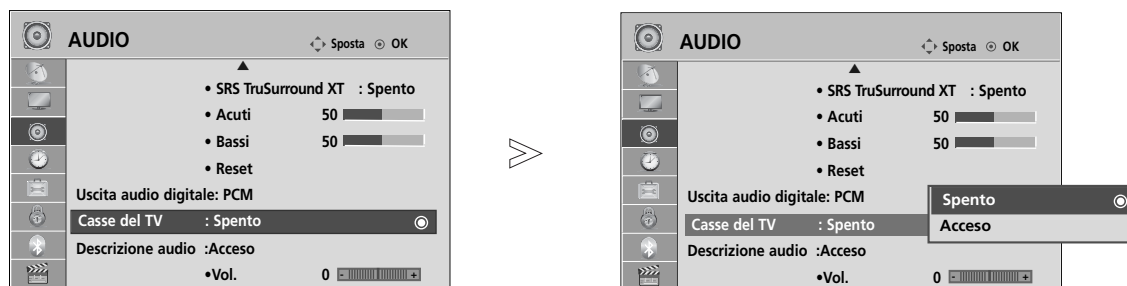 AUDIO
Sposta OK
• SRS TruSurround XT : Spento
• Acuti 50
• Bassi 50
• Reset
Uscita audio digitale: PCM
Casse del TV : Spento
Descrizione audio :Acceso
•Vol. 0 - +
AUDIO
Sposta OK
• SRS TruSurround XT : Spento
• Acuti 50
• Bassi 50
• Reset
Uscita audio digitale: PCM
Casse del TV : Spento
Spento
Acceso
Descrizione audio :Acceso
•Vol. 0 - +